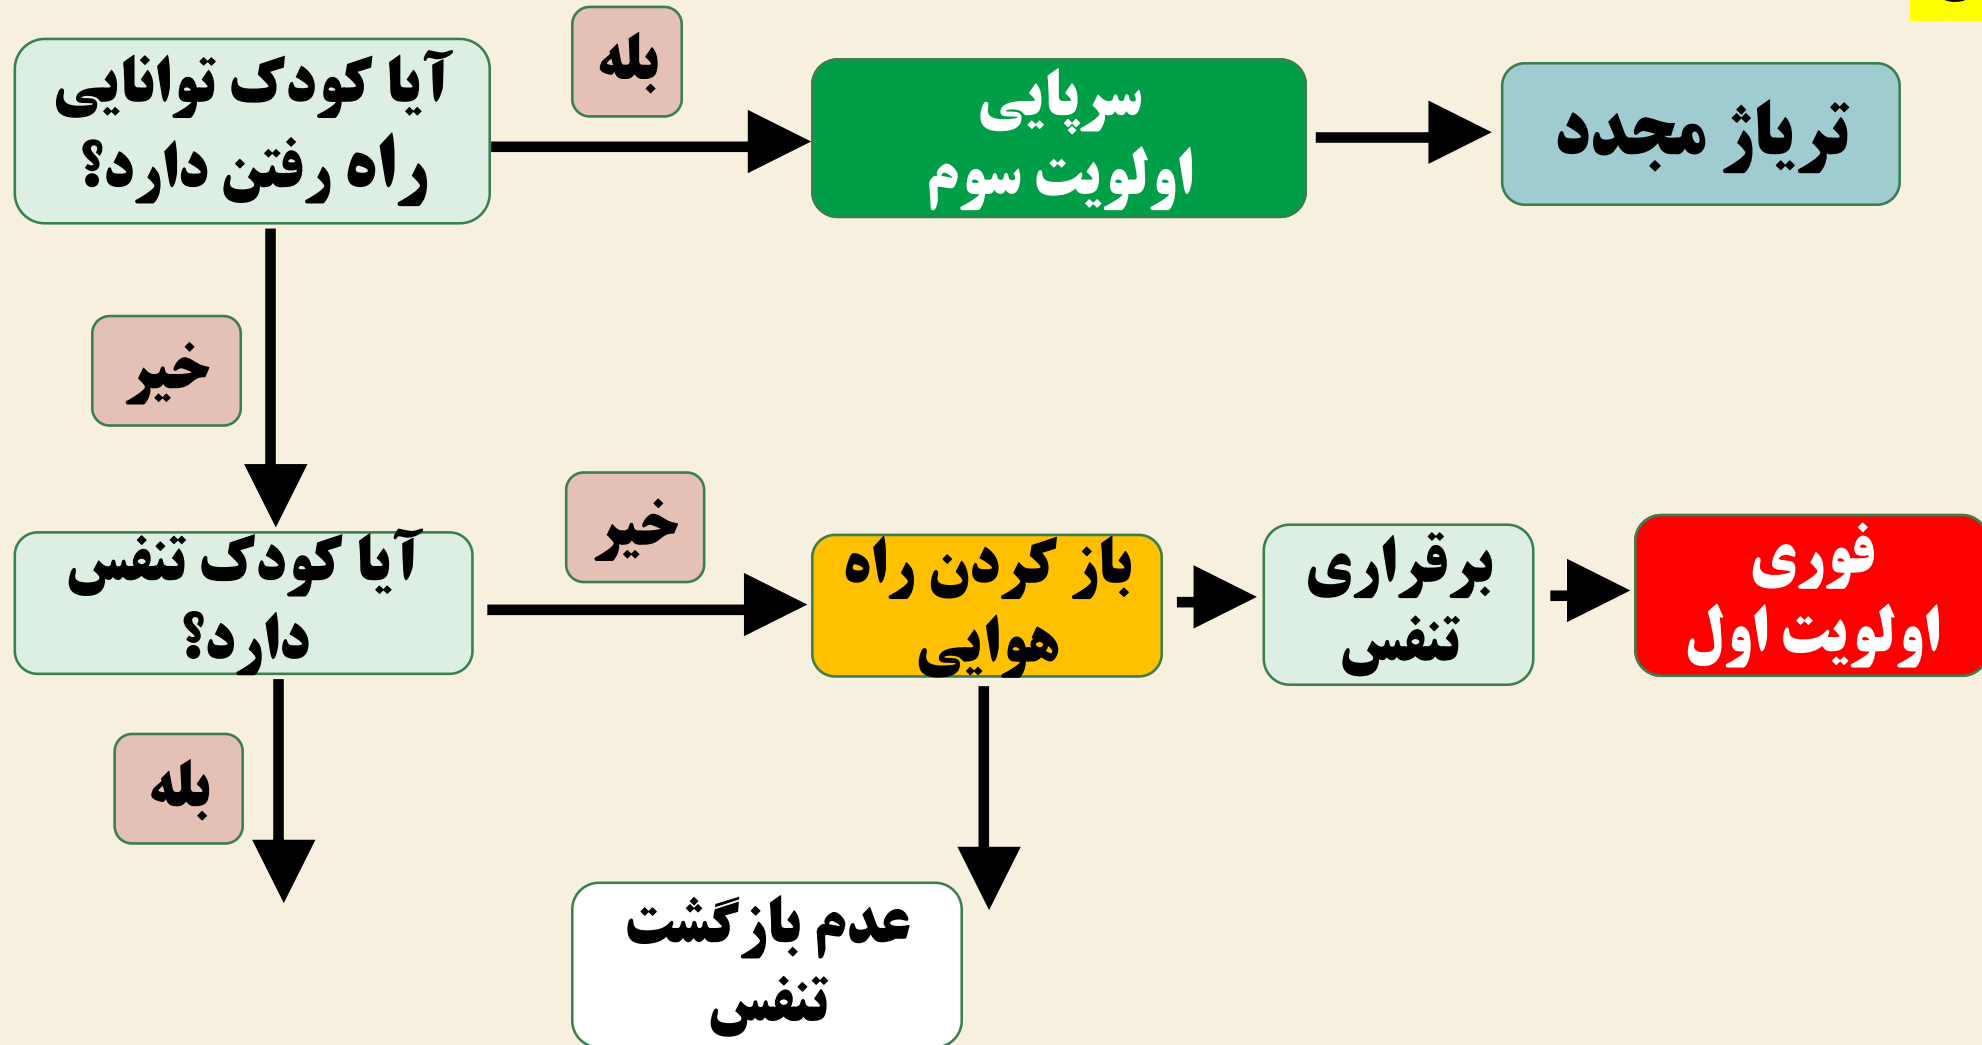 آیا کودک توانایی
راه رفتن دارد؟
بله
سرپایی
اولویت سوم
تریاژ مجدد
خیر
آیا کودک تنفس
دارد؟
خیر
باز کردن راه
هوایی
برقراری
تنفس
فوری
اولویت اول
بله
عدم بازگشت
تنفس